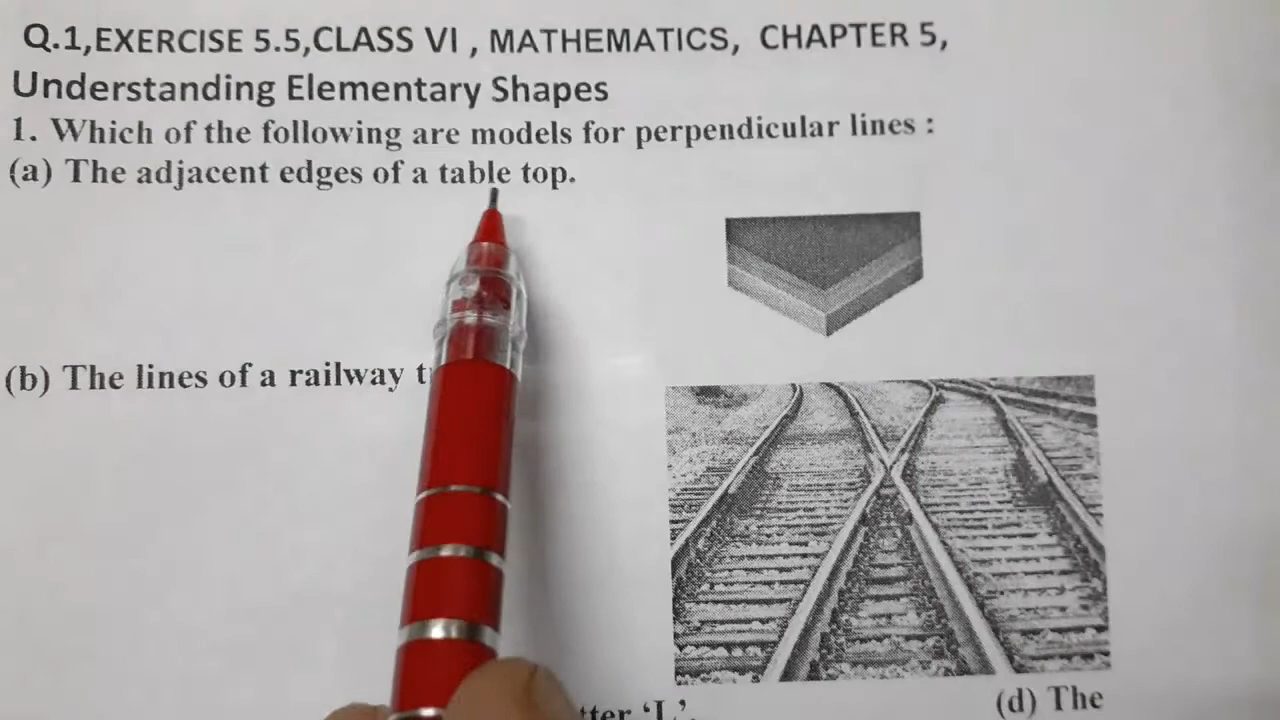 Q.1,EXERCISE 5.5,CLASS VI , MATHEMATICS, CHAPTER 5,
Understanding Elementary Shapes
1. Which of the following are models for perpendicular lines :
(a) The adjacent edges of a table top.
(b) The lines of a railway
‘L’.
(d) The